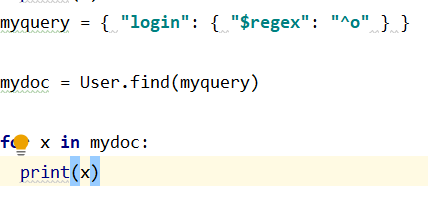 myquery = { "login": { "$regex": "^o" } }
mydoc = User.find(myquery)
for x in mydoc:
print(x)